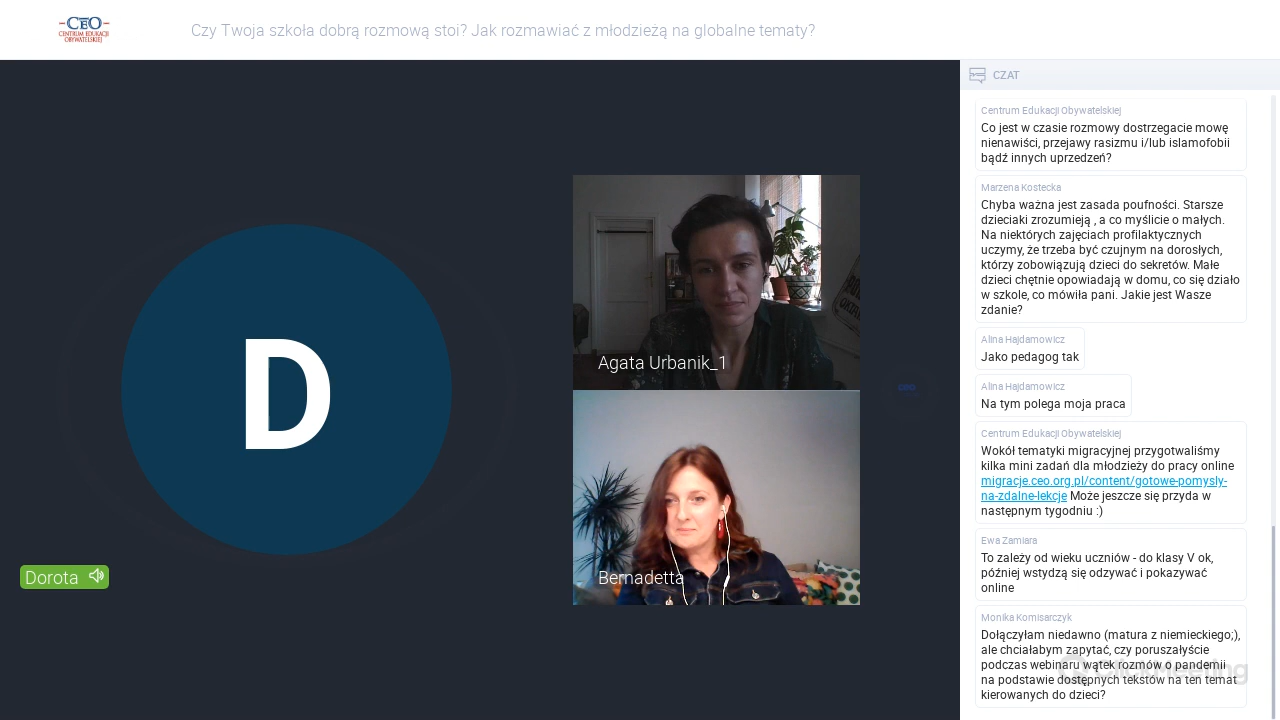 CEO
CENTRUM EDUKACJI
OBYWATELSKIEJ
Czy Twoja szkoła dobrą rozmową stoi? Jak rozmawiać z młodzieżą na globalne tematy?
CZAT
Centrum Edukacji Obywatelskiej
Co jest w czasie rozmowy dostrzegacie mowę
nienawiści, przejawy rasizmu i/lub islamofobii
bądź innych uprzedzeń?
Marzena Kostecka
Chyba ważna jest zasada poufności. Starsze
dzieciaki zrozumieją , a co myślicie o małych.
Na niektórych zajęciach profilaktycznych
uczymy, że trzeba być czujnym na dorosłych,
którzy zobowiązują dzieci do sekretów. Małe
dzieci chętnie opowiadają w domu, co się działo
w szkole, co mówiła pani. Jakie jest Wasze
zdanie?
Alina Hajdamowicz
Jako pedagog tak
Alina Hajdamowicz
Na tym polega moja praca
Centrum Edukacji Obywatelskiej
Wokół tematyki migracyjnej przygotwaliśmy
kilka mini zadań dla młodzieży do pracy online
migracje.ceo.org.pl/content/gotowe-pomysly-
na-zdalne-lekcje Może jeszcze się przyda w
następnym tygodniu :)
Ewa Zamiara
To zależy od wieku uczniów - do klasy V ok,
później wstydzą się odzywać i pokazywać
online
Monika Komisarczyk
Dołączyłam niedawno (matura z niemieckiego;),
ale chciałabym zapytać, czy poruszałyście
podczas webinaru wątek rozmów o pandemii
na podstawie dostępnych tekstów na ten temat
kierowanych do dzieci?
ClickMeeting
D
Dorota
Agata Urbanik_1
Bernadetta